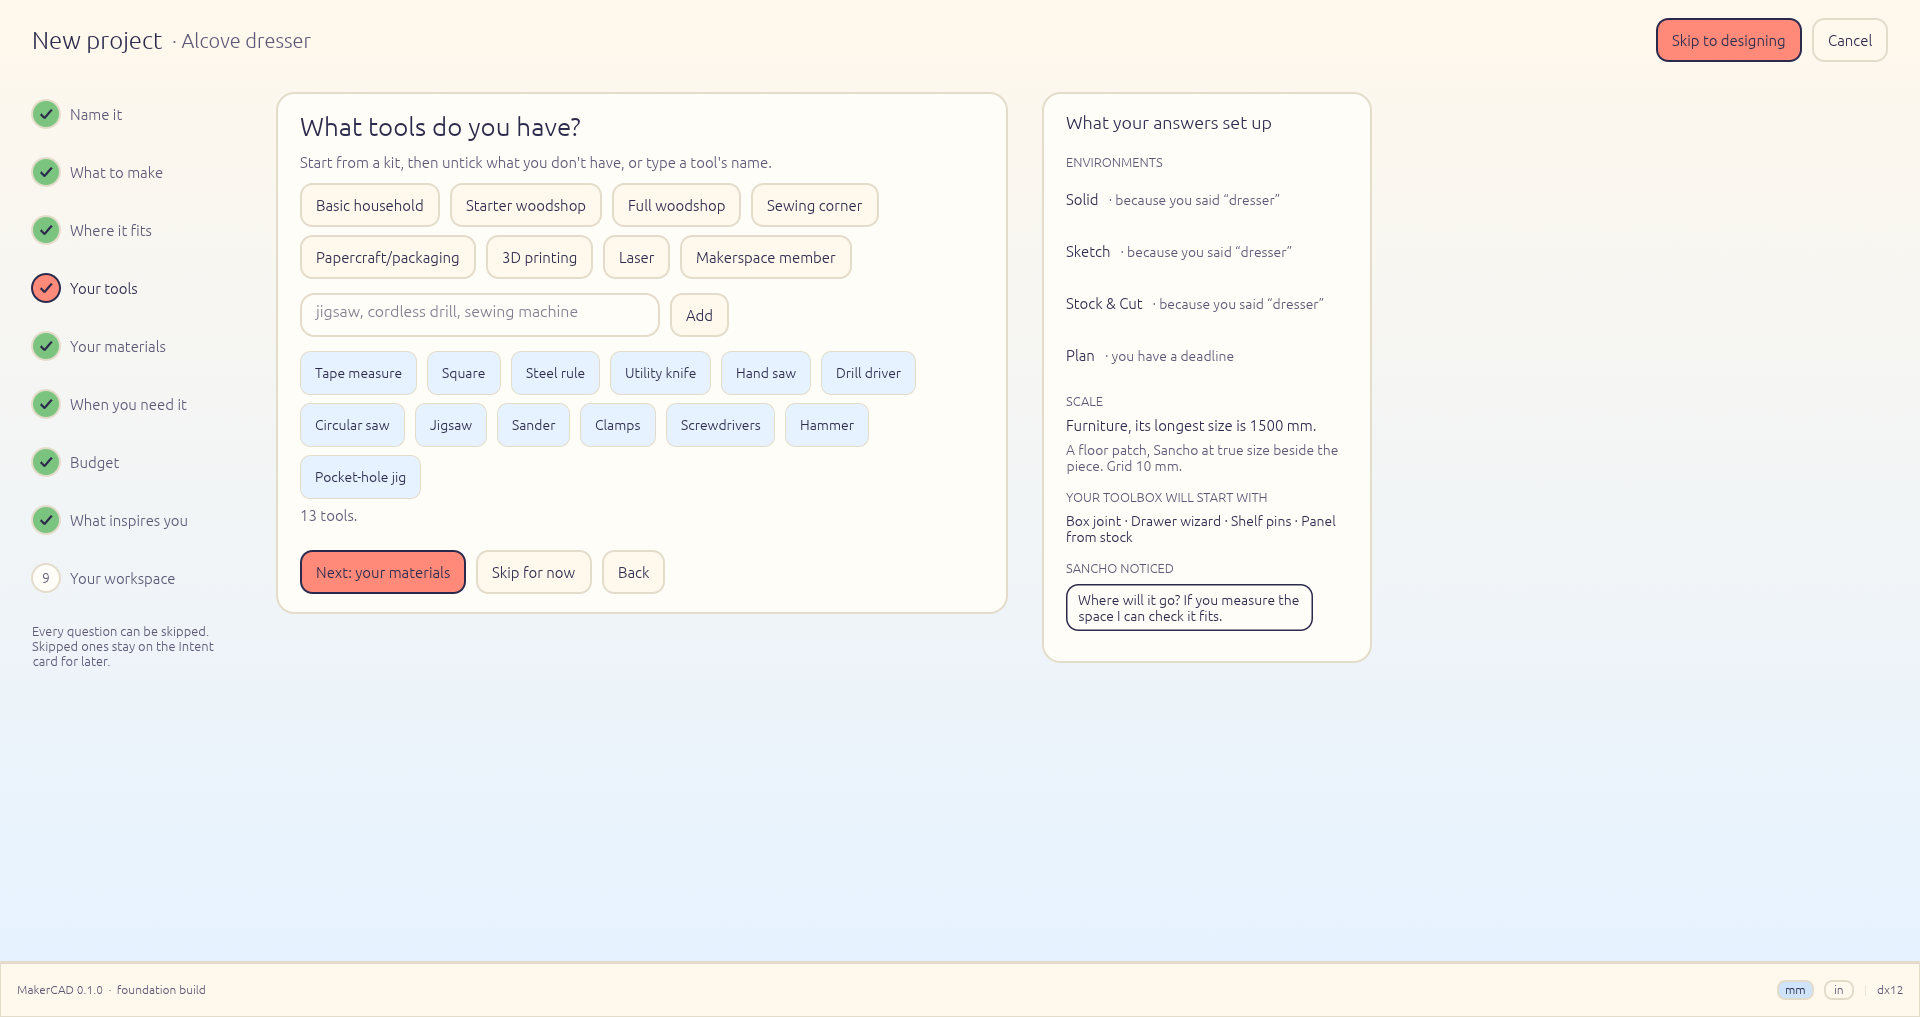 New project · Alcove dresser
Skip to designing
Cancel
Name it
What to make
Where it fits
Your tools
Your materials
When you need it
Budget
What inspires you
9 Your workspace
Every question can be skipped.
Skipped ones stay on the Intent
card for later.
What tools do you have?
Start from a kit, then untick what you don't have, or type a tool's name.
Basic household
Starter woodshop
Full woodshop
Sewing corner
Papercraft/packaging
3D printing
Laser
Makerspace member
jigsaw, cordless drill, sewing machine
Add
Tape measure
Square
Steel rule
Utility knife
Hand saw
Drill driver
Circular saw
Jigsaw
Sander
Clamps
Screwdrivers
Hammer
Pocket-hole jig
13 tools.
Next: your materials
Skip for now
Back
What your answers set up
ENVIRONMENTS
Solid · because you said “dresser”
Sketch · because you said “dresser”
Stock & Cut · because you said “dresser”
Plan · you have a deadline
SCALE
Furniture, its longest size is 1500 mm.
A floor patch, Sancho at true size beside the
piece. Grid 10 mm.
YOUR TOOLBOX WILL START WITH
Box joint · Drawer wizard · Shelf pins · Panel
from stock
SANCHO NOTICED
Where will it go? If you measure the
space I can check it fits.
MakerCAD 0.1.0 · foundation build
mm
in
dx12